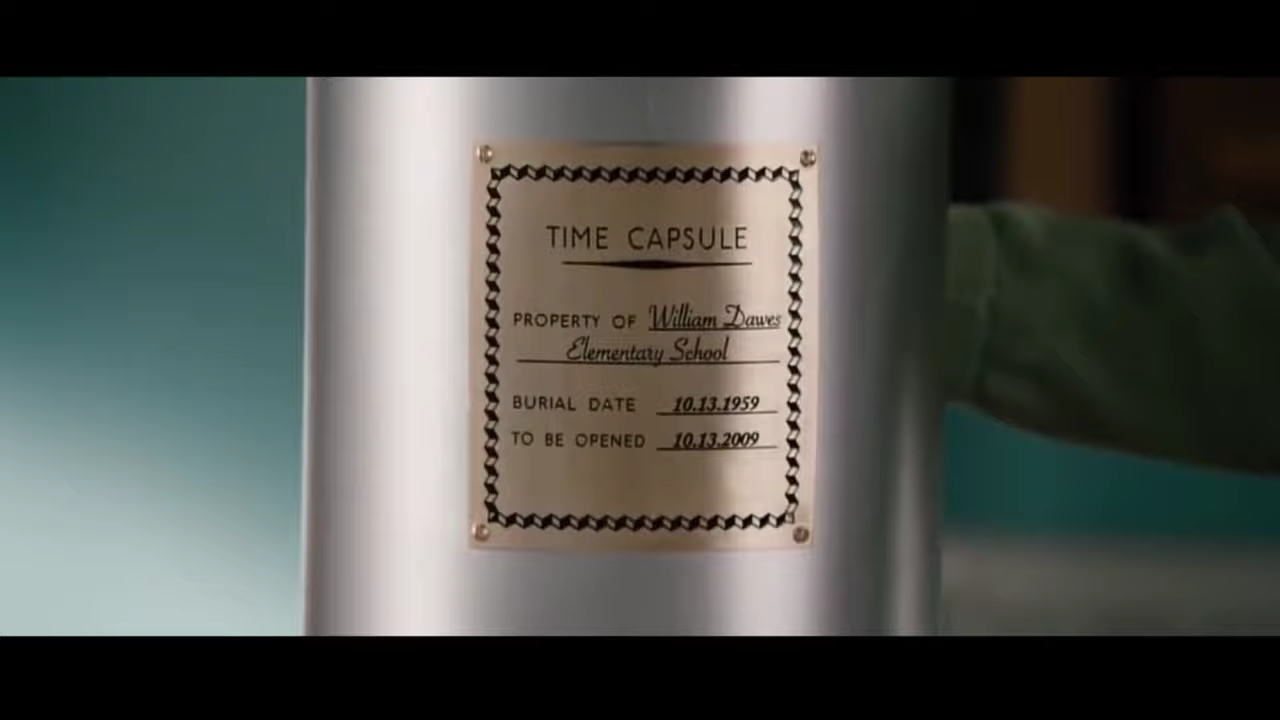 TIME CAPSULE
PROPERTY OF William Dawes
Elementary School
BURIAL DATE 10.13.1959
TO BE OPENED 10.13.2009